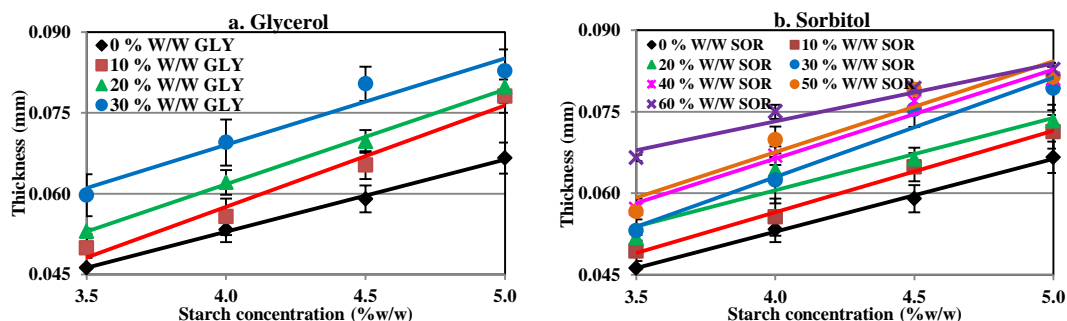 a. Glycerol
0.090
0.075
0.060
0.045
Thickness (mm)
0 % W/W GLY
10 % W/W GLY
20 % W/W GLY
30 % W/W GLY
3.5 4.0 4.5 5.0
Starch concentration (%w/w)
b. Sorbitol
0.090
0.075
0.060
0.045
Thickness (mm)
0 % W/W SOR 10 % W/W SOR
20 % W/W SOR 30 % W/W SOR
40 % W/W SOR 50 % W/W SOR
60 % W/W SOR
3.5 4.0 4.5 5.0
Starch concentration (%w/w)